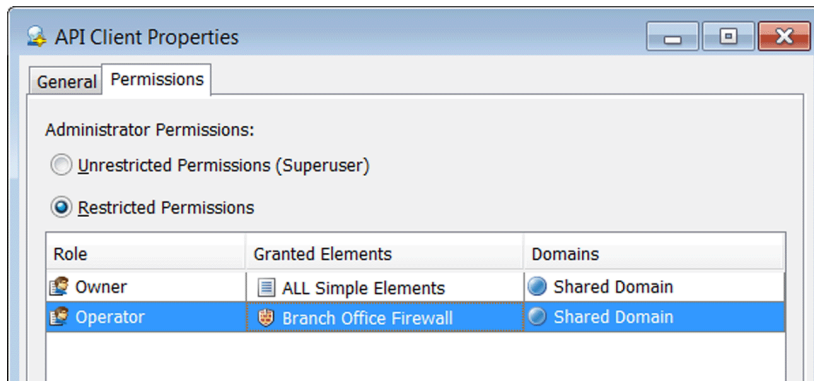 API Client Properties
General Permissions
Administrator Permissions:
Unrestricted Permissions (Superuser)
Restricted Permissions
Role Granted Elements Domains
Owner ALL Simple Elements Shared Domain
Operator Branch Office Firewall Shared Domain